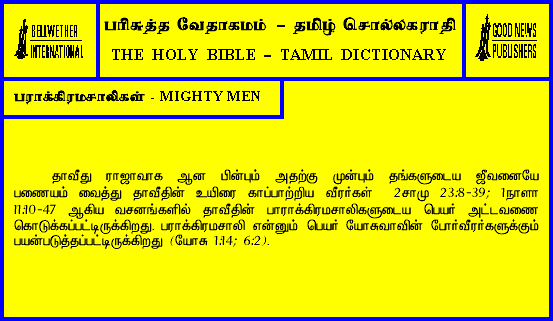 BELLWETHER
INTERNATIONAL
பரிசுத்த வேதாகமம் – தமிழ் சொல்லகராதி
THE HOLY BIBLE – TAMIL DICTIONARY
GOOD NEWS
PUBLISHERS
பராக்கிரமசாலிகள் - MIGHTY MEN
தாவீது ராஜாவாக ஆன பின்பும் அதற்கு முன்பும் தங்களுடைய ஜீவனையே
பணையம் வைத்து தாவீதின் உயிரை காப்பாற்றிய வீரர்கள் 2சாமு 23:8-39; 1நாளா
11:10-47 ஆகிய வசனங்களில் தாவீதின் பாராக்கிரமசாலிகளுடைய பெயர் அட்டவணை
கொடுக்கப்பட்டிருக்கிறது. பராக்கிரமசாலி என்னும் பெயர் யோசுவாவின் போர்வீரர்களுக்கும்
பயன்படுத்தப்பட்டிருக்கிறது (யோசு 1:14; 6:2).